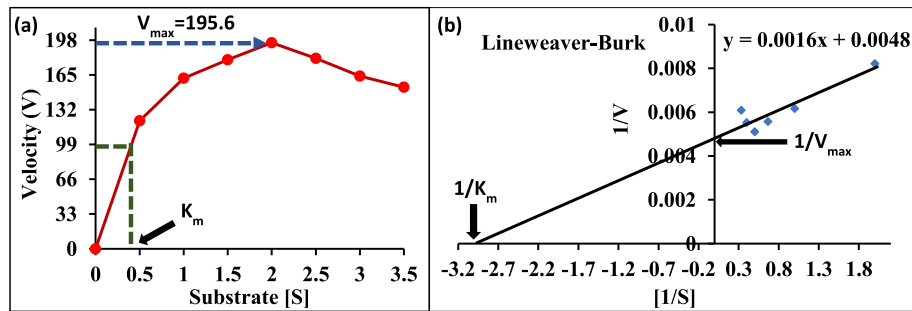 (a)
Vmax=195.6
198
165
132
99
66
33
0
Velocity (V)
Km
0 0.5 1 1.5 2 2.5 3 3.5
Substrate [S]
(b)
Lineweaver-Burk
y = 0.0016x + 0.0048
0.01
0.008
0.006
0.004
0.002
0
1/V
1/Vmax
1/Km
-3.2 -2.7 -2.2 -1.7 -1.2 -0.7 -0.2 0.3 0.8 1.3 1.8
[1/S]